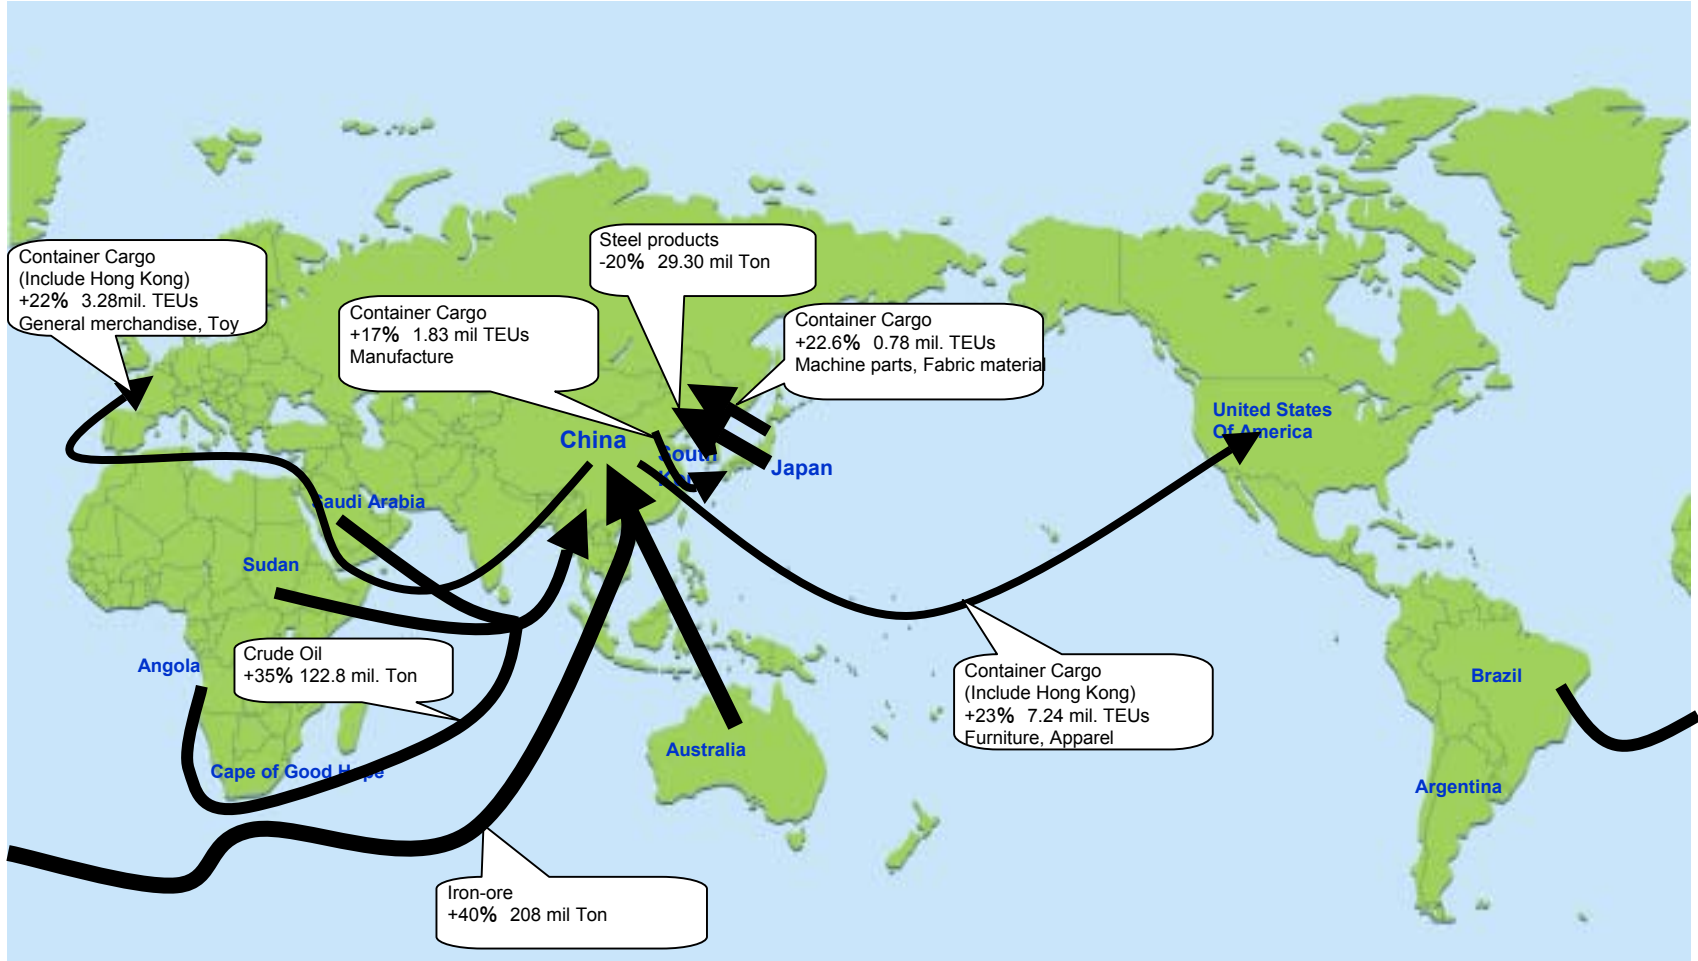 Steel products
-20% 29.30 mil Ton
Container Cargo
(Include Hong Kong)
+22% 3.28mil. TEUs
General merchandise, Toy
Container Cargo
+17% 1.83 mil TEUs
Manufacture
Container Cargo
+22.6% 0.78 mil. TEUs
Machine parts, Fabric material
United States
Of America
China
South
Japan
Saudi Arabia
Sudan
Crude Oil
+35% 122.8 mil. Ton
Angola
Container Cargo
(Include Hong Kong)
+23% 7.24 mil. TEUs
Furniture, Apparel
Brazil
Australia
Cape of Good Hope
Argentina
Iron-ore
+40% 208 mil Ton